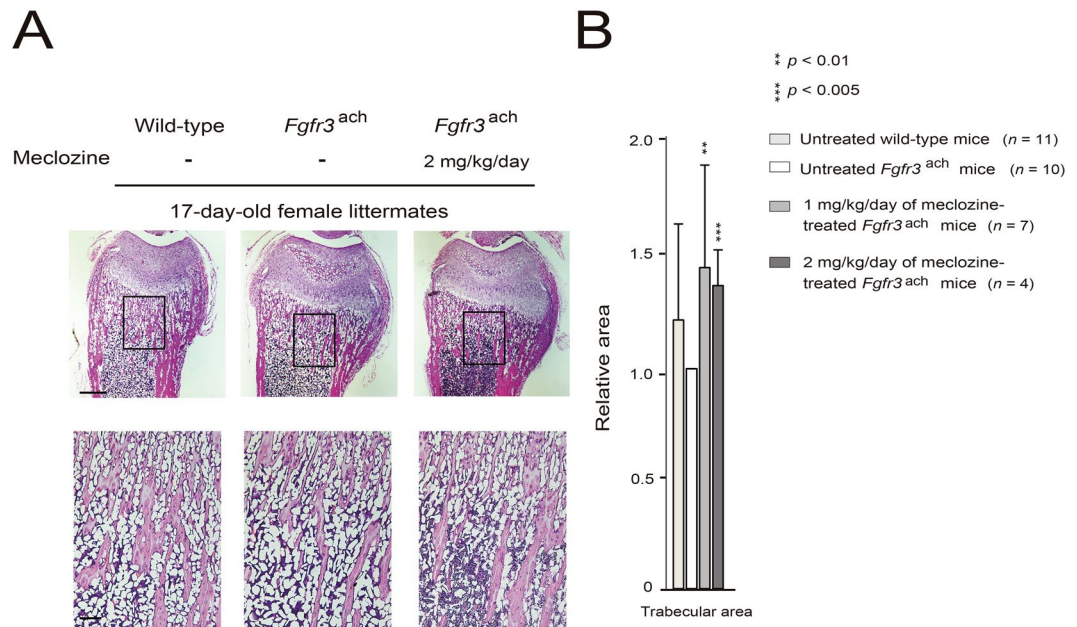 A
Wild-type Fgfr3 ach Fgfr3 ach
Meclozine - - 2 mg/kg/day
17-day-old female littermates
B
** p < 0.01
*** p < 0.005
Untreated wild-type mice (n = 11)
Untreated Fgfr3 ach mice (n = 10)
1 mg/kg/day of meclozine-
treated Fgfr3 ach mice (n = 7)
2 mg/kg/day of meclozine-
treated Fgfr3 ach mice (n = 4)
Relative area
2.0
1.5
1.0
0.5
0
**
***
Trabecular area